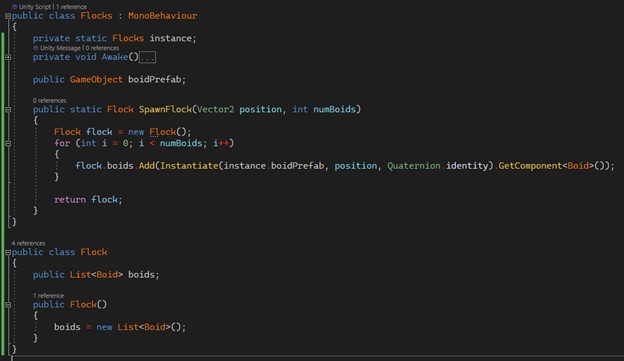 Unity Script | 1 reference
public class Flocks : MonoBehaviour
{
private static Flocks instance;
Unity Message | 0 references
private void Awake()...
public GameObject boidPrefab;
0 references
public static Flock SpawnFlock(Vector2 position, int numBoids)
{
Flock flock = new Flock();
for (int i = 0; i < numBoids; i++)
{
flock.boids.Add(Instantiate(instance.boidPrefab, position, Quaternion.identity).GetComponent<Boid>());
}
return flock;
}
}
4 references
public class Flock
{
public List<Boid> boids;
1 reference
public Flock()
{
boids = new List<Boid>();
}
}